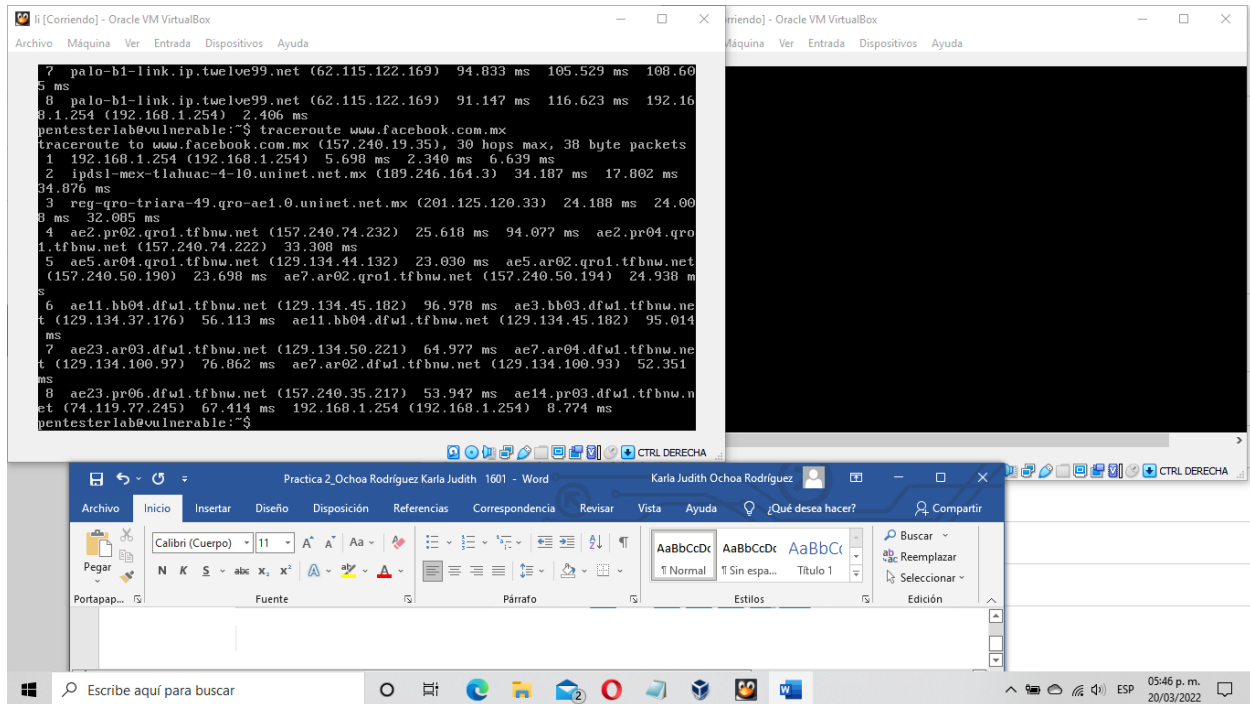 li [Corriendo] - Oracle VM VirtualBox
Archivo Máquina Ver Entrada Dispositivos Ayuda
7 palo-b1-link.ip.twelve99.net (62.115.122.169) 94.833 ms 105.529 ms 108.60
5 ms
8 palo-b1-link.ip.twelve99.net (62.115.122.169) 91.147 ms 116.623 ms 192.16
8.1.254 (192.168.1.254) 2.406 ms
pentesterlab@vulnerable:~$ traceroute www.facebook.com.mx
traceroute to www.facebook.com.mx (157.240.19.35), 30 hops max, 38 byte packets
1 192.168.1.254 (192.168.1.254) 5.698 ms 2.340 ms 6.639 ms
2 ipdsl-mex-tlahuac-4-l0.uninet.net.mx (189.246.164.3) 34.187 ms 17.802 ms
34.876 ms
3 reg-qro-triara-49.qro-ae1.0.uninet.net.mx (201.125.120.33) 24.188 ms 24.00
8 ms 32.085 ms
4 ae2.pr02.qro1.tfbnw.net (157.240.74.232) 25.618 ms 94.077 ms ae2.pr04.qro
1.tfbnw.net (157.240.74.222) 33.308 ms
5 ae5.ar04.qro1.tfbnw.net (129.134.44.132) 23.030 ms ae5.ar02.qro1.tfbnw.net
(157.240.50.190) 23.698 ms ae7.ar02.qro1.tfbnw.net (157.240.50.194) 24.938 m
s
6 ae11.bb04.dfw1.tfbnw.net (129.134.45.182) 96.978 ms ae3.bb03.dfw1.tfbnw.ne
t (129.134.37.176) 56.113 ms ae11.bb04.dfw1.tfbnw.net (129.134.45.182) 95.014
ms
7 ae23.ar03.dfw1.tfbnw.net (129.134.50.221) 64.977 ms ae7.ar04.dfw1.tfbnw.ne
t (129.134.100.97) 76.862 ms ae7.ar02.dfw1.tfbnw.net (129.134.100.93) 52.351
ms
8 ae23.pr06.dfw1.tfbnw.net (157.240.35.217) 53.947 ms ae14.pr03.dfw1.tfbnw.n
et (74.119.77.245) 67.414 ms 192.168.1.254 (192.168.1.254) 8.774 ms
pentesterlab@vulnerable:~$
CTRL DERECHA
rriendo] - Oracle VM VirtualBox
Máquina Ver Entrada Dispositivos Ayuda
CTRL DERECHA
Practica 2_Ochoa Rodríguez Karla Judith 1601 - Word
Karla Judith Ochoa Rodríguez
Archivo Inicio Insertar Diseño Disposición Referencias Correspondencia Revisar Vista Ayuda ¿Qué desea hacer? Compartir
Pegar
Calibri (Cuerpo) 11 A A Aa
N K S abc x₂ x² A aby A
AaBbCcDc AaBbCcDc AaBbCc
¶ Normal ¶ Sin espa... Título 1
Buscar
Reemplazar
Seleccionar
Portapap... Fuente Párrafo Estilos Edición
Escribe aquí para buscar
2
ESP
05:46 p. m.
20/03/2022